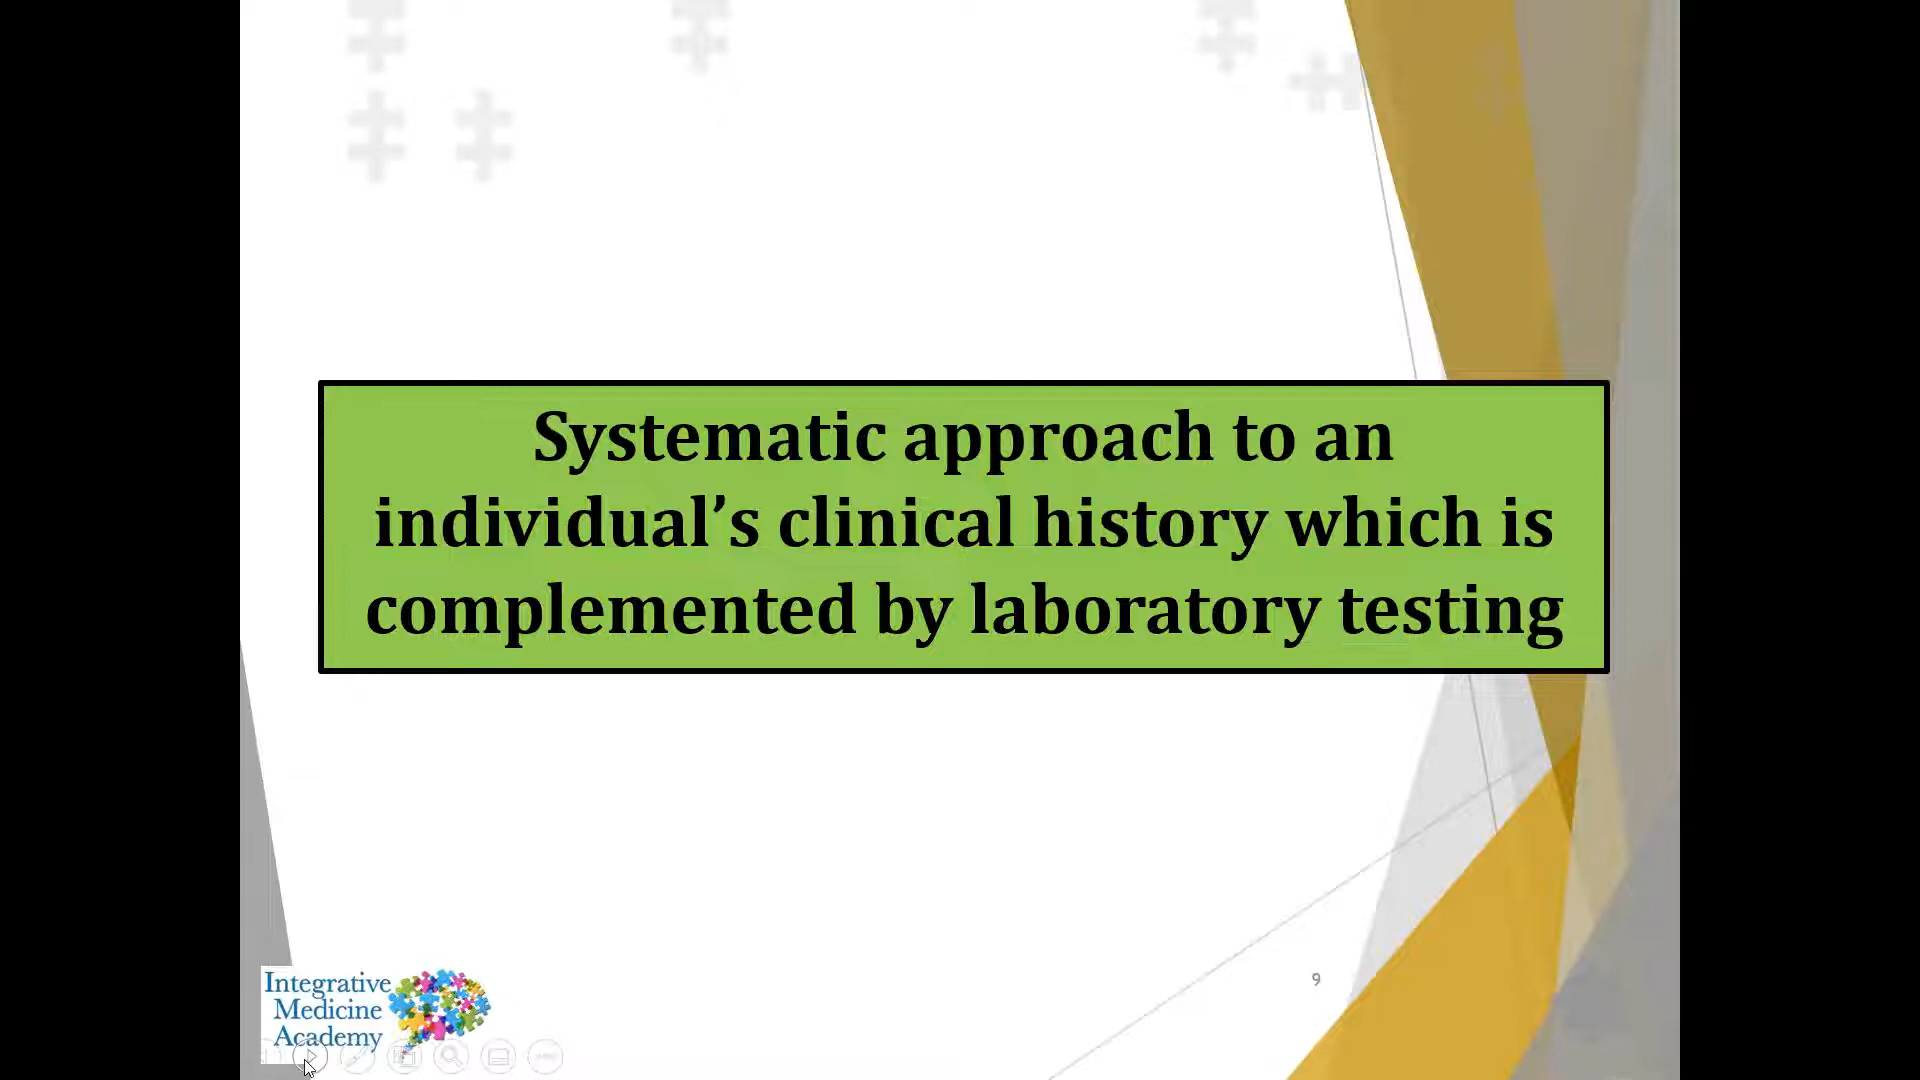 Systematic approach to an
individual’s clinical history which is
complemented by laboratory testing
Integrative
Medicine
Academy
9